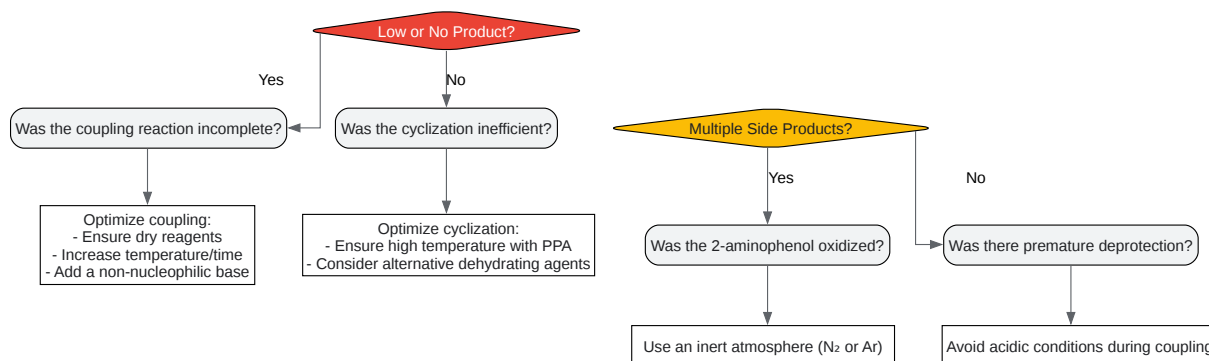 Low or No Product?
Yes
No
Was the coupling reaction incomplete?
Was the cyclization inefficient?
Optimize coupling:
- Ensure dry reagents
- Increase temperature/time
- Add a non-nucleophilic base
Optimize cyclization:
- Ensure high temperature with PPA
- Consider alternative dehydrating agents
Multiple Side Products?
Yes
No
Was the 2-aminophenol oxidized?
Was there premature deprotection?
Use an inert atmosphere (N₂ or Ar)
Avoid acidic conditions during coupling